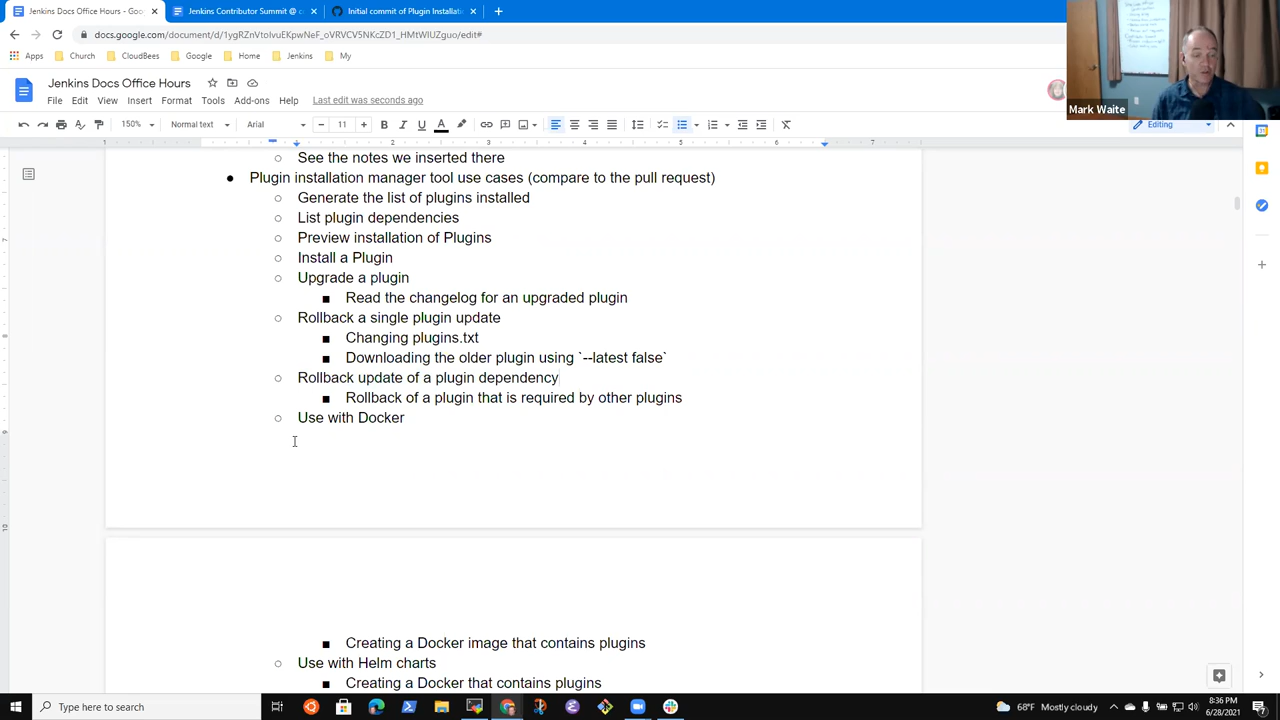 Jenkins Docs Office Hours - Goo
Jenkins Contributor Summit @ c
Initial commit of Plugin Installati
Apps
Church
CloudBees
Google
Home
Jenkins
My
Jenkins Docs Office Hours
File Edit View Insert Format Tools Add-ons Help Last edit was seconds ago
150% Normal text Arial 11
Editing
Mark Waite
See the notes we inserted there
Plugin installation manager tool use cases (compare to the pull request)
Generate the list of plugins installed
List plugin dependencies
Preview installation of Plugins
Install a Plugin
Upgrade a plugin
Read the changelog for an upgraded plugin
Rollback a single plugin update
Changing plugins.txt
Downloading the older plugin using `--latest false`
Rollback update of a plugin dependency
Rollback of a plugin that is required by other plugins
Use with Docker
Creating a Docker image that contains plugins
Use with Helm charts
Creating a Docker that contains plugins
Type here to search
68°F Mostly cloudy
8:36 PM
6/28/2021